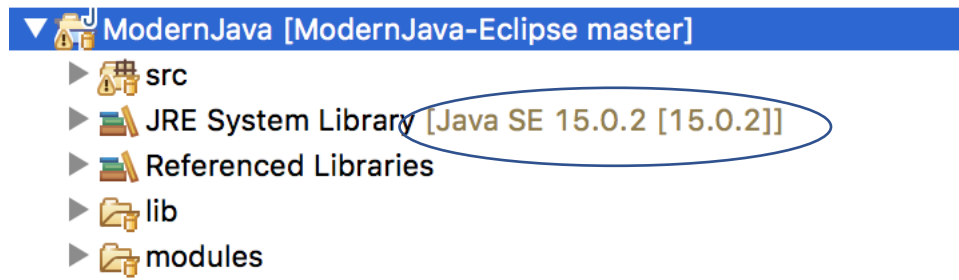 ModernJava [ModernJava-Eclipse master]
src
JRE System Library [Java SE 15.0.2 [15.0.2]]
Referenced Libraries
lib
modules